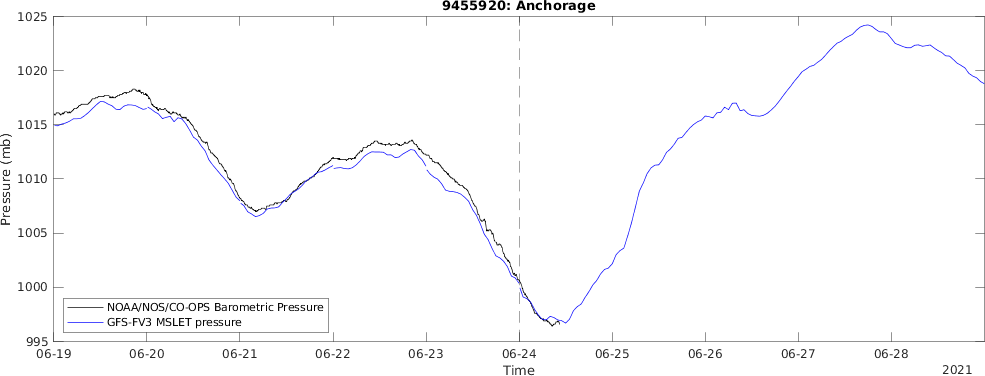 9455920: Anchorage
1025
1020
1015
1010
1005
1000
995
Pressure (mb)
NOAA/NOS/CO-OPS Barometric Pressure
GFS-FV3 MSLET pressure
06-19 06-20 06-21 06-22 06-23 06-24 06-25 06-26 06-27 06-28
Time
2021